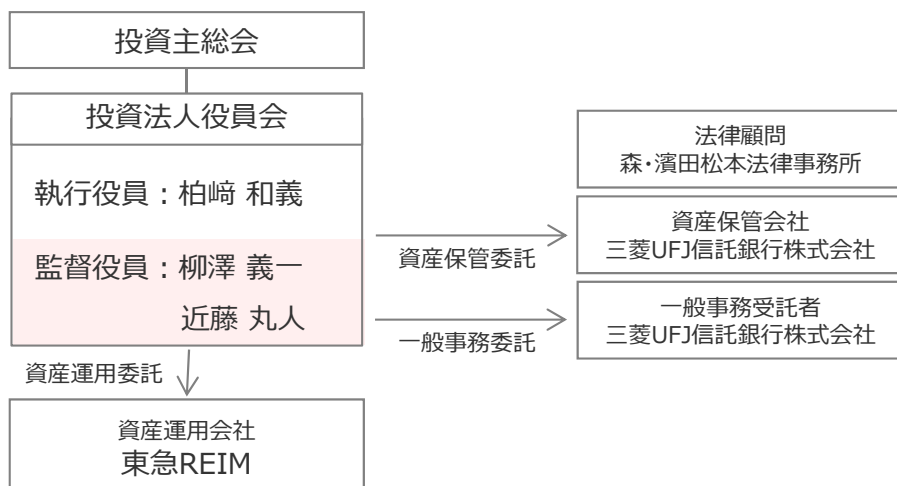 投資主総会
投資法人役員会
執行役員：柏﨑 和義
監督役員：柳澤 義一
近藤 丸人
資産運用委託
資産運用会社
東急REIM
資産保管委託
一般事務委託
法律顧問
森・濱田松本法律事務所
資産保管会社
三菱UFJ信託銀行株式会社
一般事務受託者
三菱UFJ信託銀行株式会社